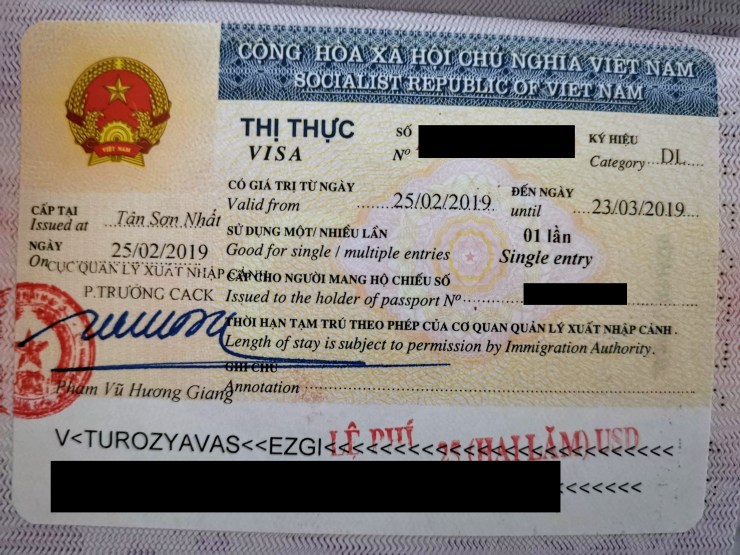 CỘNG HÒA XÃ HỘI CHỦ NGHĨA VIỆT NAM
SOCIALIST REPUBLIC OF VIET NAM
VIỆT NAM
THỊ THỰC
VISA
SỐ
Nº
KÝ HIỆU
Category DL
CÓ GIÁ TRỊ TỪ NGÀY
Valid from 25/02/2019
ĐẾN NGÀY
until 23/03/2019
CẤP TẠI
Issued at Tân Sơn Nhất
SỬ DỤNG MỘT/ NHIỀU LẦN
Good for single / multiple entries
01 lần
Single entry
NGÀY
On 25/02/2019
CỤC QUẢN LÝ XUẤT NHẬP CẢNH
P.TRƯỞNG CACK
CẤP CHO NGƯỜI MANG HỘ CHIẾU SỐ
Issued to the holder of passport Nº
THỜI HẠN TẠM TRÚ THEO PHÉP CỦA CƠ QUAN QUẢN LÝ XUẤT NHẬP CẢNH .
Length of stay is subject to permission by Immigration Authority.
GHI CHÚ
Annotation
Phạm Vũ Hương Giang
LỆ PHÍ 25 (HAI LĂM) USD
V<TUROZYAVAS<<EZGI<<<<<<<<<<<<<<<<<<<<<<<<<<
<<<<<<